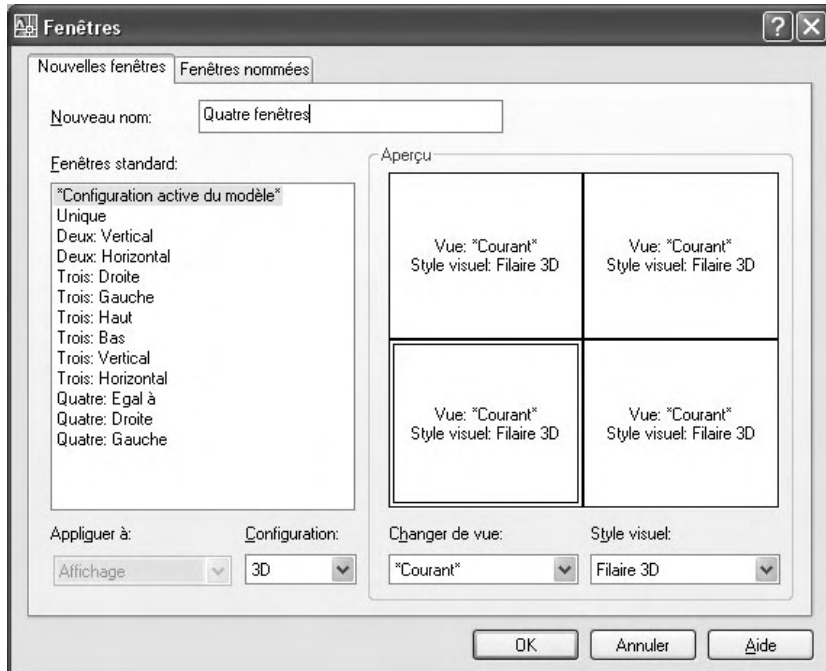 Fenêtres
Nouvelles fenêtres
Fenêtres nommées
Nouveau nom:
Quatre fenêtres
Fenêtres standard:
*Configuration active du modèle*
Unique
Deux: Vertical
Deux: Horizontal
Trois: Droite
Trois: Gauche
Trois: Haut
Trois: Bas
Trois: Vertical
Trois: Horizontal
Quatre: Egal à
Quatre: Droite
Quatre: Gauche
Appliguer à:
Affichage
Configuration:
3D
Aperçu
Vue: *Courant*
Style visuel: Filaire 3D
Vue: *Courant*
Style visuel: Filaire 3D
Vue: *Courant*
Style visuel: Filaire 3D
Vue: *Courant*
Style visuel: Filaire 3D
Changer de vue:
*Courant*
Style visuel:
Filaire 3D
OK
Annuler
Aide